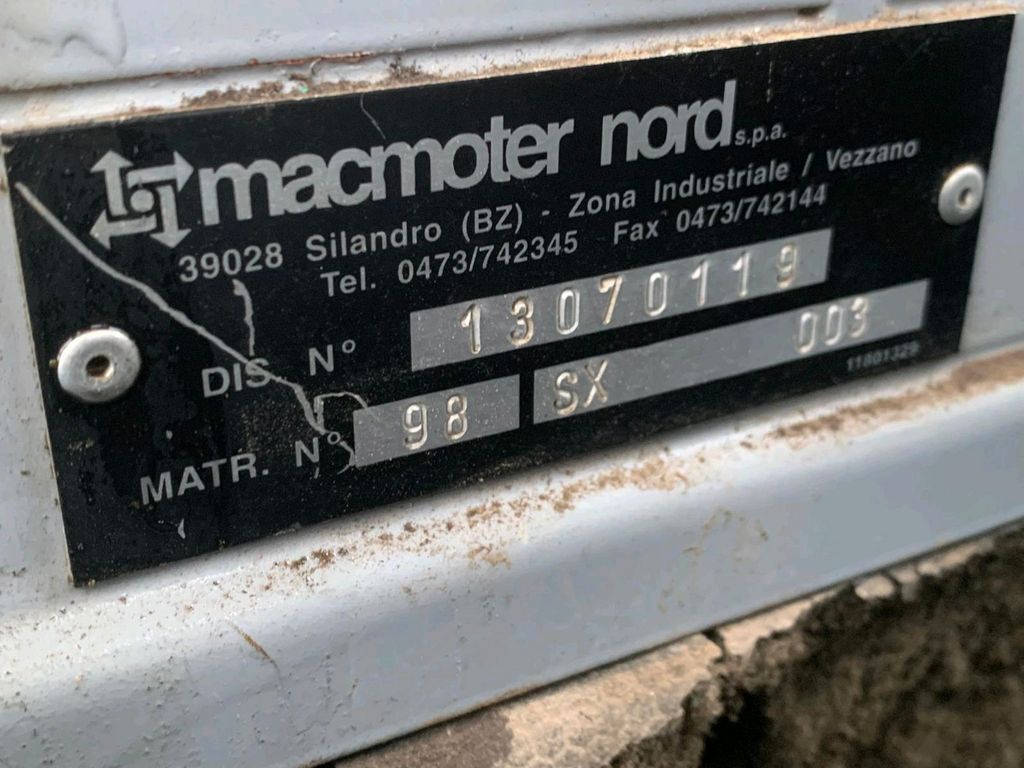 macmoter nord s.p.a.
39028 Silandro (BZ) - Zona Industriale / Vezzano
Tel. 0473/742345 Fax 0473/742144
DIS. N° 13070119
MATR. N° 98 SX 003
11801329